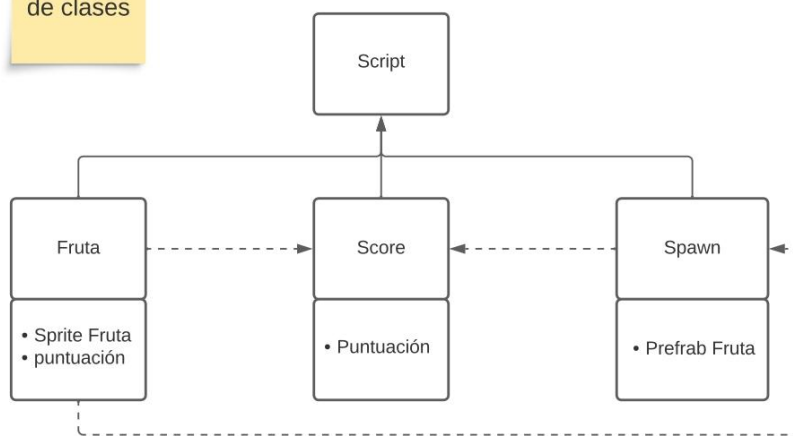 de clases
Script
Fruta
Score
Spawn
• Sprite Fruta
• puntuación
• Puntuación
• Prefrab Fruta